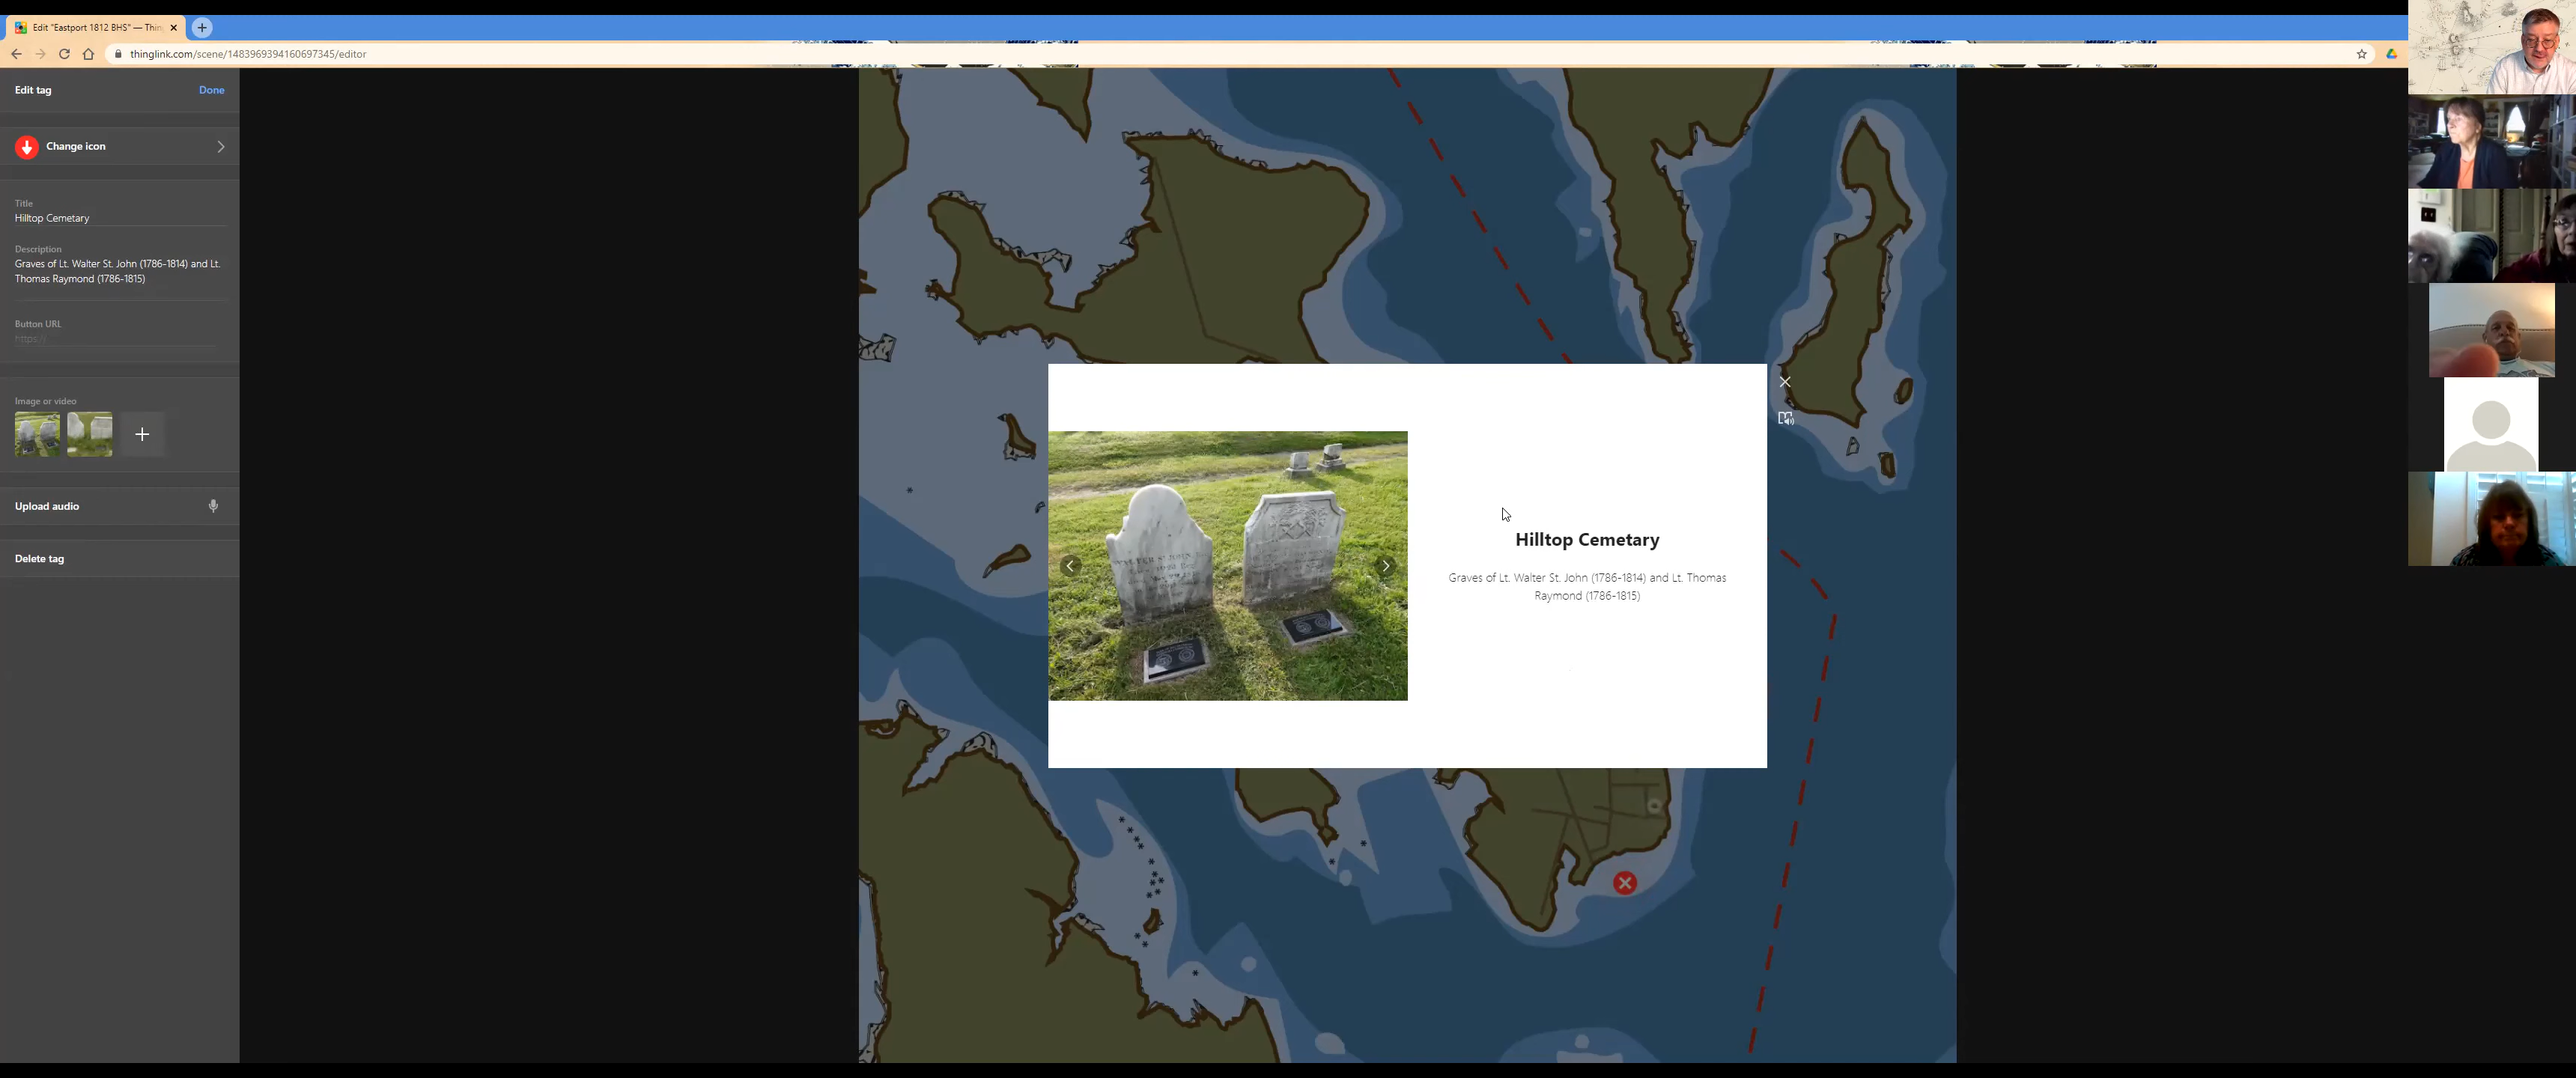 Edit "Eastport 1812 BHS" — Thin
thinglink.com/scene/1483969394160697345/editor
Edit tag
Done
Change icon
Title
Hilltop Cemetary
Description
Graves of Lt. Walter St. John (1786-1814) and Lt.
Thomas Raymond (1786-1815)
Button URL
https://
Image or video
Upload audio
Delete tag
WALTER St JOHN
Hilltop Cemetary
Graves of Lt. Walter St. John (1786-1814) and Lt. Thomas
Raymond (1786-1815)